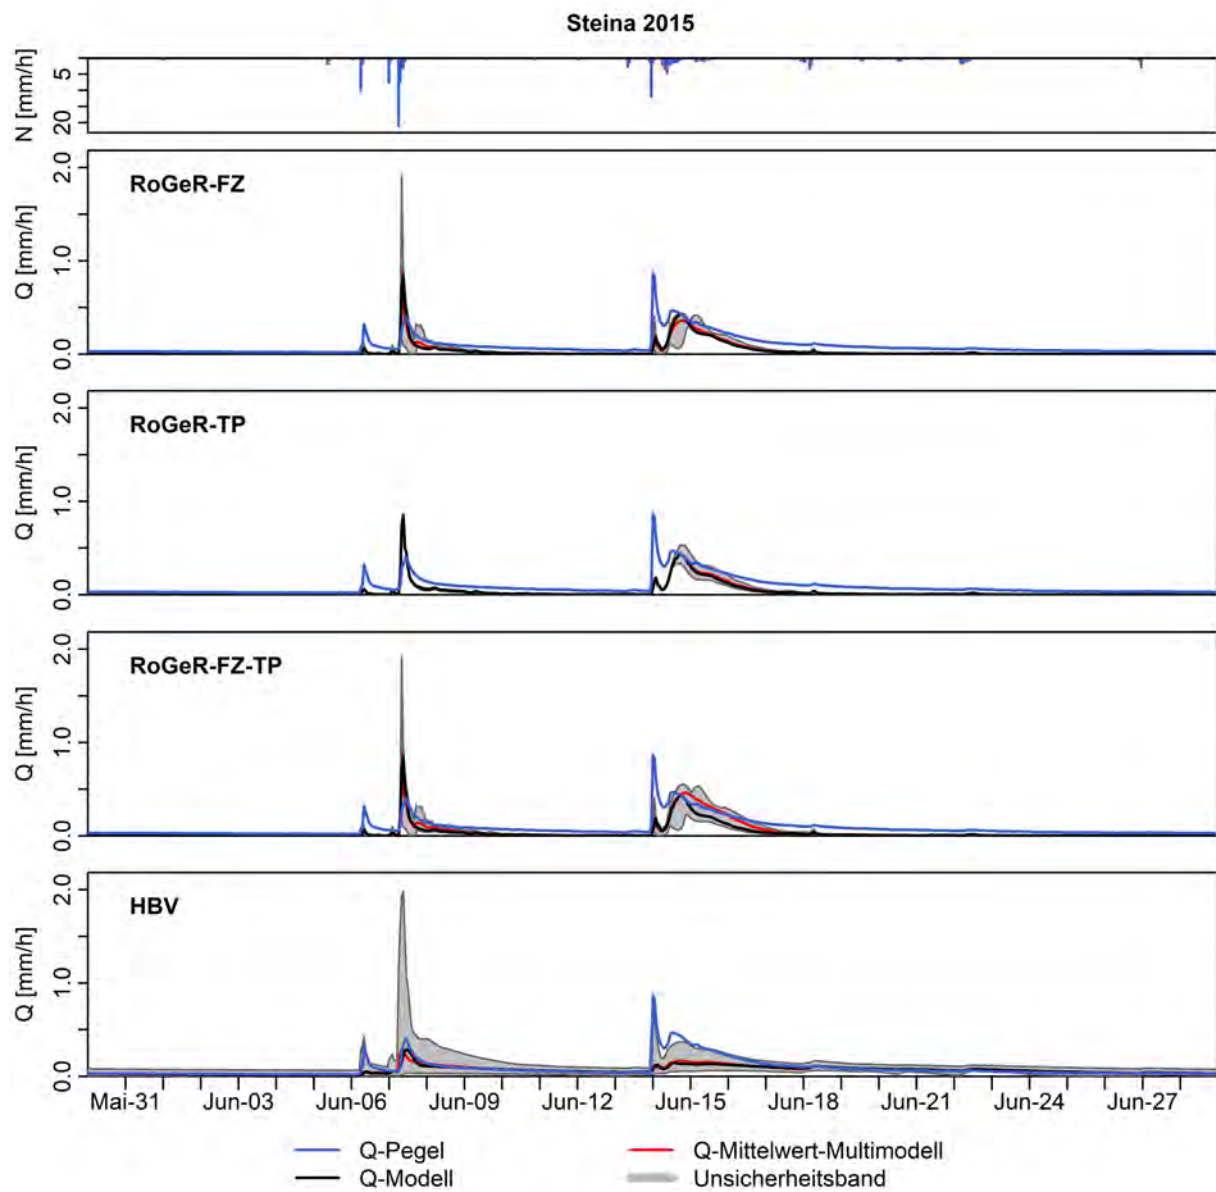 Steina 2015
N [mm/h]
5
20
RoGeR-FZ
Q [mm/h]
2.0
1.0
0.0
RoGeR-TP
Q [mm/h]
2.0
1.0
0.0
RoGeR-FZ-TP
Q [mm/h]
2.0
1.0
0.0
HBV
Q [mm/h]
2.0
1.0
0.0
Mai-31 Jun-03 Jun-06 Jun-09 Jun-12 Jun-15 Jun-18 Jun-21 Jun-24 Jun-27
Q-Pegel Q-Mittelwert-Multimodell
Q-Modell Unsicherheitsband